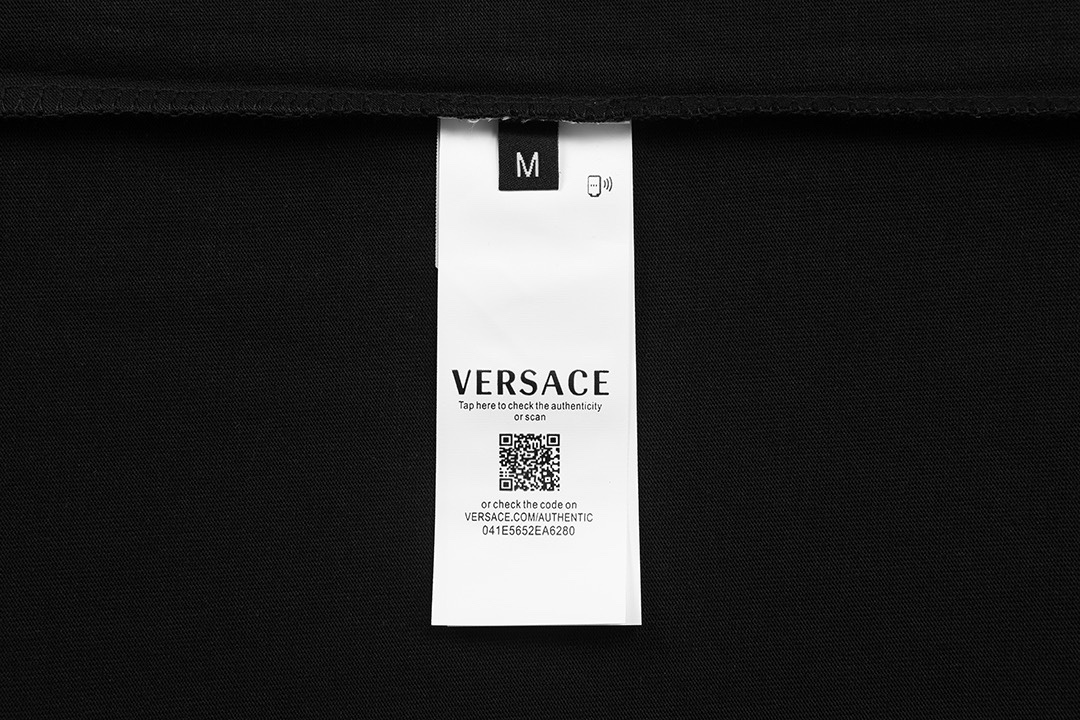 M
VERSACE
Tap here to check the authenticity
or scan
or check the code on
VERSACE.COM/AUTHENTIC
041E5652EA6280